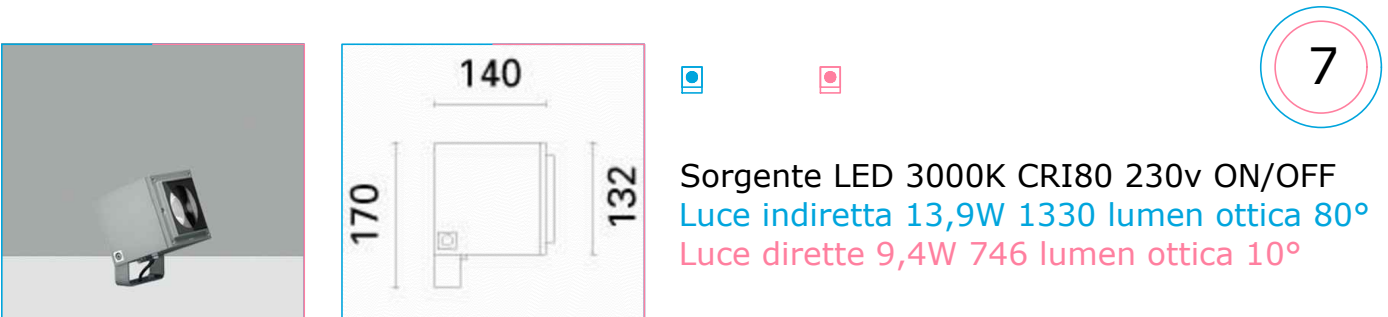 140
170
132
7
Sorgente LED 3000K CRI80 230v ON/OFF
Luce indiretta 13,9W 1330 lumen ottica 80°
Luce dirette 9,4W 746 lumen ottica 10°